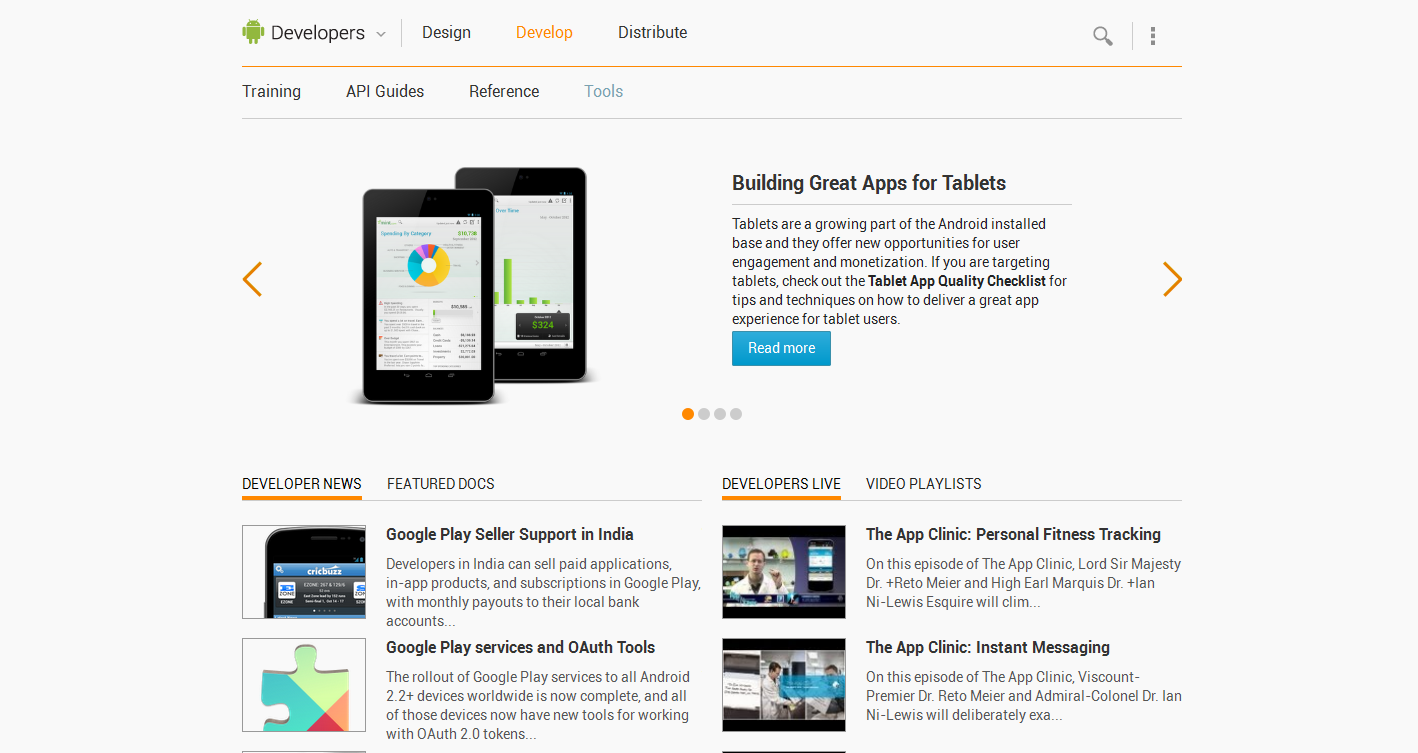 Developers
Design
Develop
Distribute
Training
API Guides
Reference
Tools
Spending By Category
$10,738
Over Time
$324
Building Great Apps for Tablets
Tablets are a growing part of the Android installed
base and they offer new opportunities for user
engagement and monetization. If you are targeting
tablets, check out the Tablet App Quality Checklist for
tips and techniques on how to deliver a great app
experience for tablet users.
Read more
DEVELOPER NEWS
FEATURED DOCS
cricbuzz
EZONE
Google Play Seller Support in India
Developers in India can sell paid applications,
in-app products, and subscriptions in Google Play,
with monthly payouts to their local bank
accounts...
Google Play services and OAuth Tools
The rollout of Google Play services to all Android
2.2+ devices worldwide is now complete, and all
of those devices now have new tools for working
with OAuth 2.0 tokens...
DEVELOPERS LIVE
VIDEO PLAYLISTS
The App Clinic: Personal Fitness Tracking
On this episode of The App Clinic, Lord Sir Majesty
Dr. +Reto Meier and High Earl Marquis Dr. +Ian
Ni-Lewis Esquire will clim...
The App Clinic: Instant Messaging
On this episode of The App Clinic, Viscount-
Premier Dr. Reto Meier and Admiral-Colonel Dr. Ian
Ni-Lewis will deliberately exa...